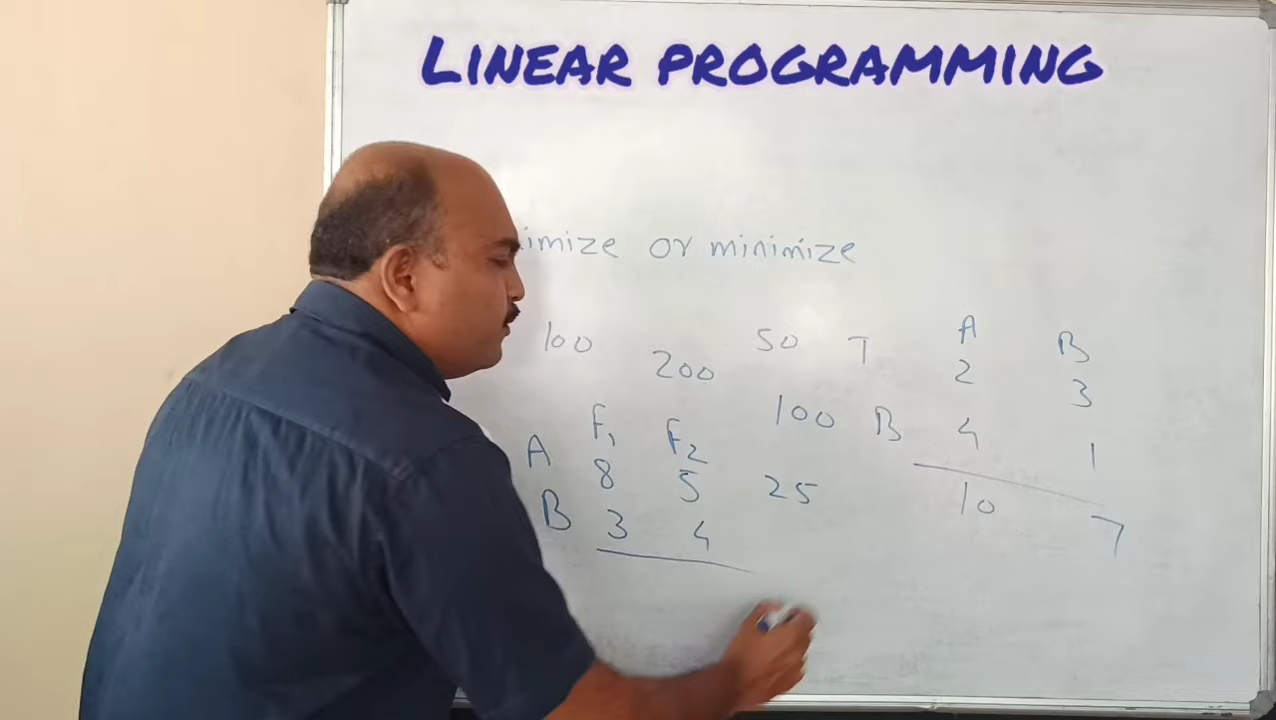 LINEAR PROGRAMMING
imize or minimize
100 200 50 T A B
2 3
100 B 4 1
F1 F2
A 8 5 25 10 7
B 3 4